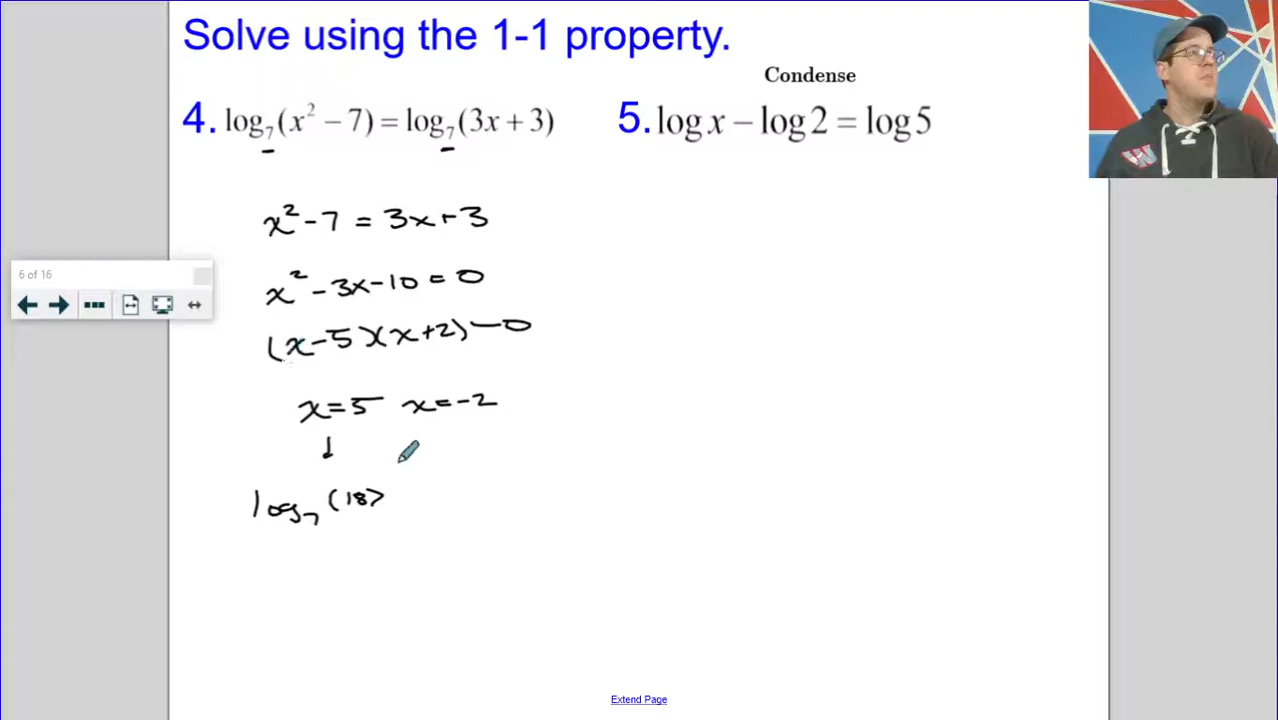 Solve using the 1-1 property.
Condense
4. log₇(x² − 7) = log₇(3x + 3)
5. log x − log 2 = log 5
x² - 7 = 3x + 3
6 of 16
x² - 3x - 10 = 0
(x - 5)(x + 2) - 0
x = 5 x = -2
↓
log₇ (18)
Extend Page